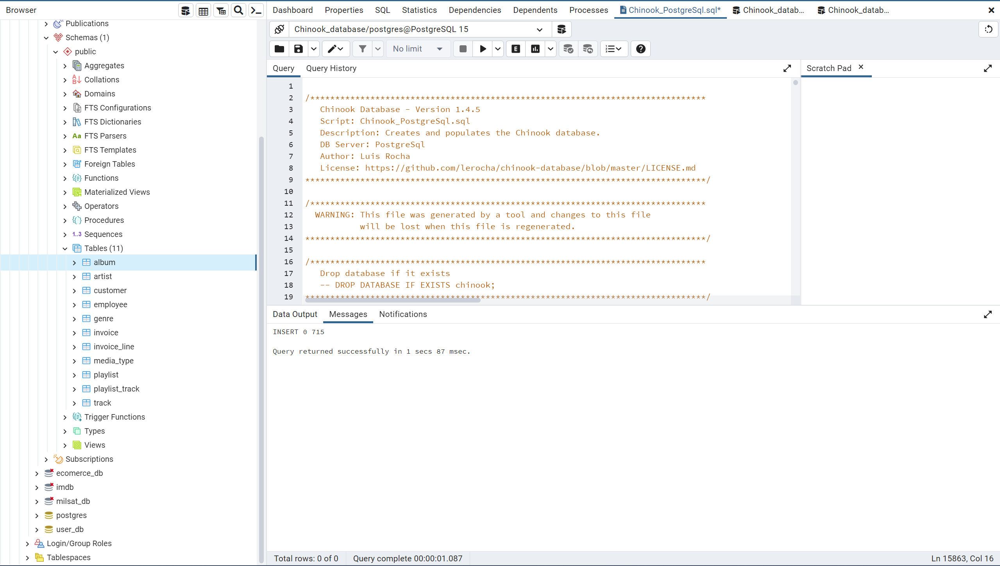 Browser
Publications
Schemas (1)
public
Aggregates
Collations
Domains
FTS Configurations
FTS Dictionaries
Aa FTS Parsers
FTS Templates
Foreign Tables
Functions
Materialized Views
Operators
Procedures
1..3 Sequences
Tables (11)
album
artist
customer
employee
genre
invoice
invoice_line
media_type
playlist
playlist_track
track
Trigger Functions
Types
Views
Subscriptions
ecomerce_db
imdb
milsat_db
postgres
user_db
Login/Group Roles
Tablespaces
Dashboard Properties SQL Statistics Dependencies Dependents Processes Chinook_PostgreSql.sql* Chinook_datab... Chinook_datab...
Chinook_database/postgres@PostgreSQL 15
No limit
E
Query Query History
Scratch Pad
1
2 /*******************************************************************************
3 Chinook Database - Version 1.4.5
4 Script: Chinook_PostgreSql.sql
5 Description: Creates and populates the Chinook database.
6 DB Server: PostgreSql
7 Author: Luis Rocha
8 License: https://github.com/lerocha/chinook-database/blob/master/LICENSE.md
9 ********************************************************************************/
10
11 /*******************************************************************************
12 WARNING: This file was generated by a tool and changes to this file
13 will be lost when this file is regenerated.
14 ********************************************************************************/
15
16 /*******************************************************************************
17 Drop database if it exists
18 -- DROP DATABASE IF EXISTS chinook;
19 ********************************************************************************/
Data Output Messages Notifications
INSERT 0 715
Query returned successfully in 1 secs 87 msec.
Total rows: 0 of 0 Query complete 00:00:01.087 Ln 15863, Col 16